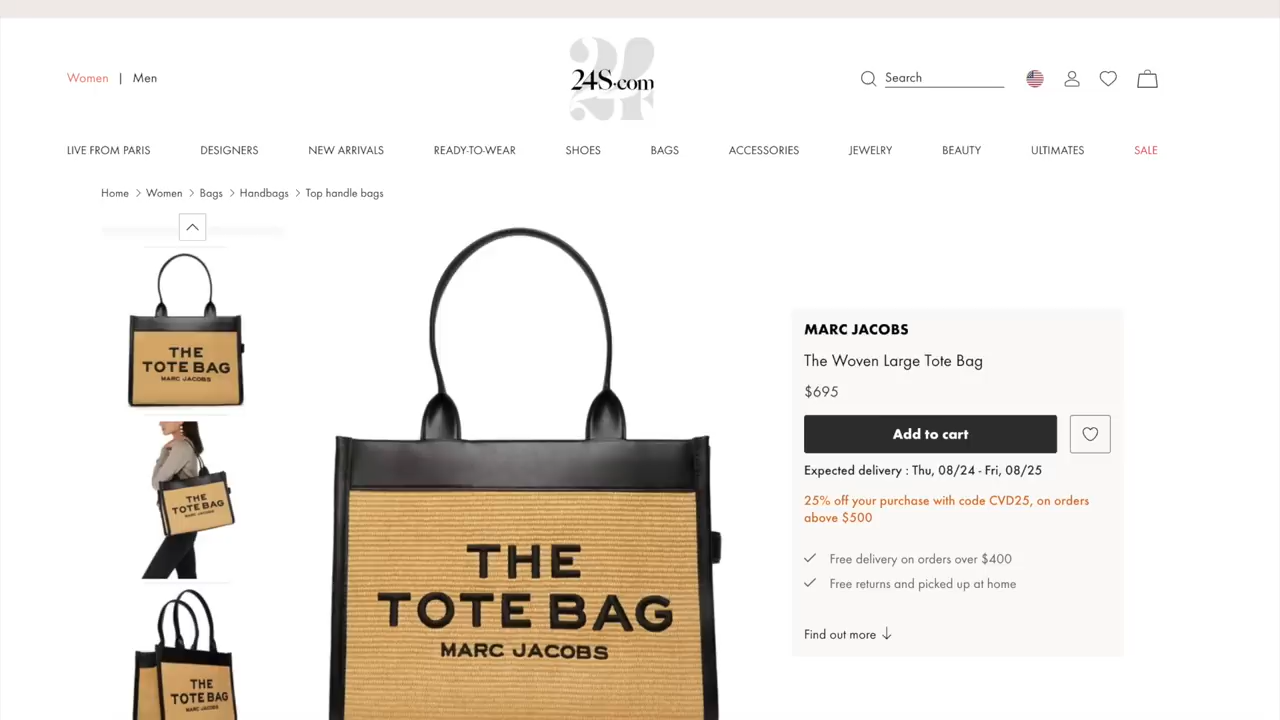 Women | Men
24S.com
Search
LIVE FROM PARIS DESIGNERS NEW ARRIVALS READY-TO-WEAR SHOES BAGS ACCESSORIES JEWELRY BEAUTY ULTIMATES SALE
Home > Women > Bags > Handbags > Top handle bags
THE
TOTE BAG
MARC JACOBS
THE
TOTE BAG
MARC JACOBS
THE
TOTE BAG
MARC JACOBS
THE
TOTE BAG
MARC JACOBS
MARC JACOBS
The Woven Large Tote Bag
$695
Add to cart
Expected delivery : Thu, 08/24 - Fri, 08/25
25% off your purchase with code CVD25, on orders
above $500
Free delivery on orders over $400
Free returns and picked up at home
Find out more